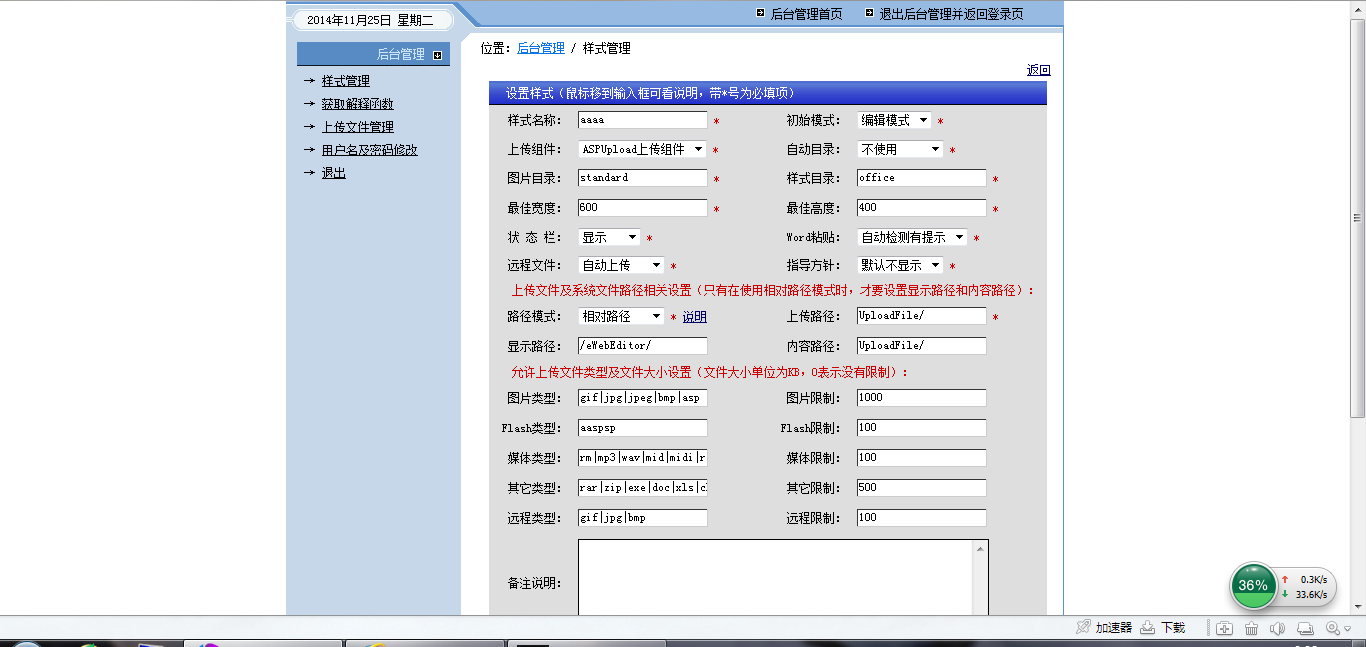 2014年11月25日 星期二
后台管理首页 退出后台管理并返回登录页
后台管理
样式管理
获取解释函数
上传文件管理
用户名及密码修改
退出
位置：后台管理 / 样式管理
返回
设置样式（鼠标移到输入框可看说明，带*号为必填项）
样式名称： aaaa * 初始模式： 编辑模式 *
上传组件： ASPUpload上传组件 * 自动目录： 不使用 *
图片目录： standard * 样式目录： office *
最佳宽度： 600 * 最佳高度： 400 *
状 态 栏： 显示 * Word粘贴： 自动检测有提示 *
远程文件： 自动上传 * 指导方针： 默认不显示 *
上传文件及系统文件路径相关设置（只有在使用相对路径模式时，才要设置显示路径和内容路径）：
路径模式： 相对路径 * 说明 上传路径： UploadFile/ *
显示路径： /eWebEditor/ 内容路径： UploadFile/
允许上传文件类型及文件大小设置（文件大小单位为KB，0表示没有限制）：
图片类型： gif|jpg|jpeg|bmp|asp 图片限制： 1000
Flash类型： aaspsp Flash限制： 100
媒体类型： rm|mp3|wav|mid|midi|r 媒体限制： 100
其它类型： rar|zip|exe|doc|xls|c 其它限制： 500
远程类型： gif|jpg|bmp 远程限制： 100
备注说明：
36% 0.3K/s
33.6K/s
加速器 下载